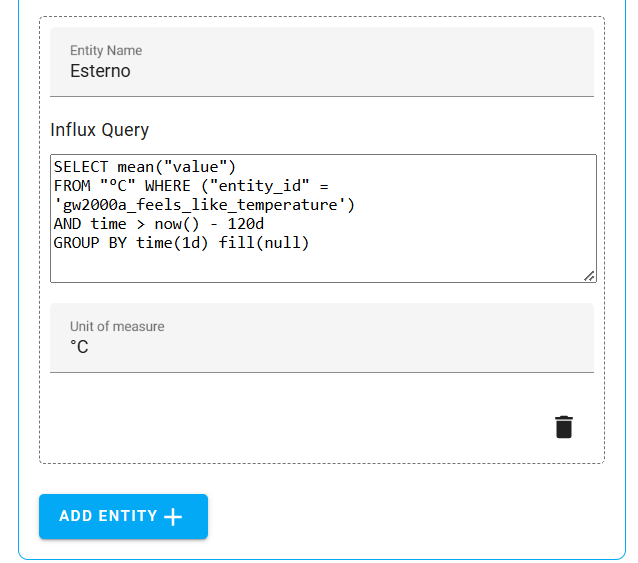 Entity Name
Esterno
Influx Query
SELECT mean("value")
FROM "°C" WHERE ("entity_id" =
'gw2000a_feels_like_temperature')
AND time > now() - 120d
GROUP BY time(1d) fill(null)
Unit of measure
°C
ADD ENTITY